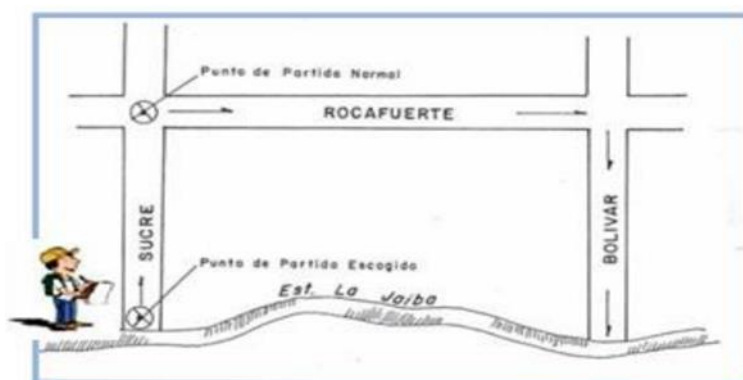 Punto de Partida Normal
ROCAFUERTE
SUCRE
BOLIVAR
Punto de Partida Escogido
Est. La Jaiba